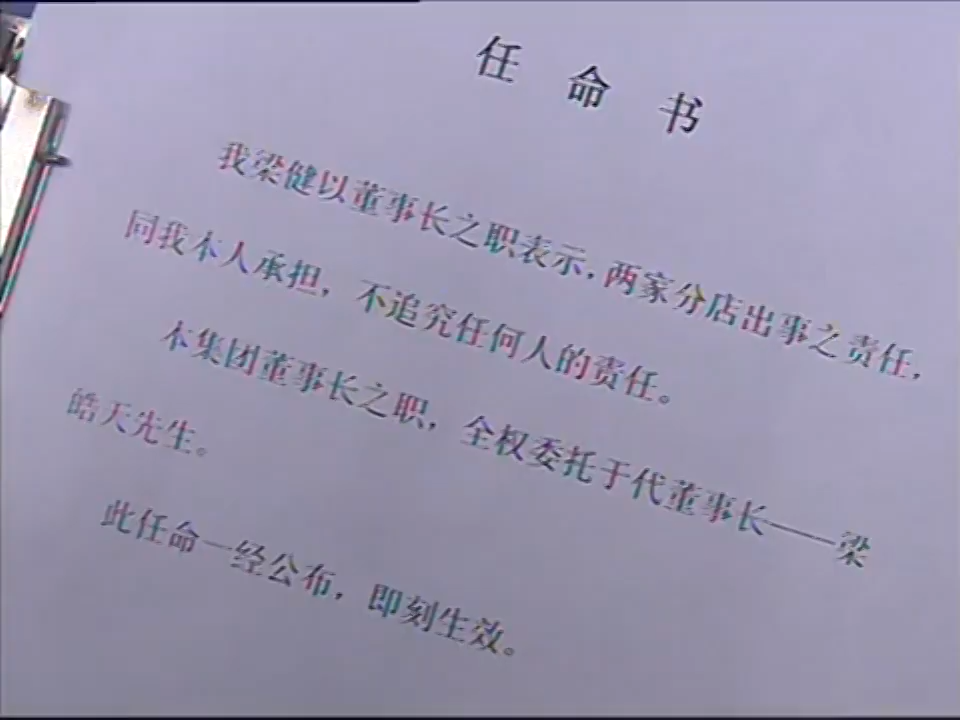 任命书
我梁健以董事长之职表示，两家分店出事之责任，
同我本人承担，不追究任何人的责任。
本集团董事长之职，全权委托于代董事长——梁
皓天先生。
此任命一经公布，即刻生效。